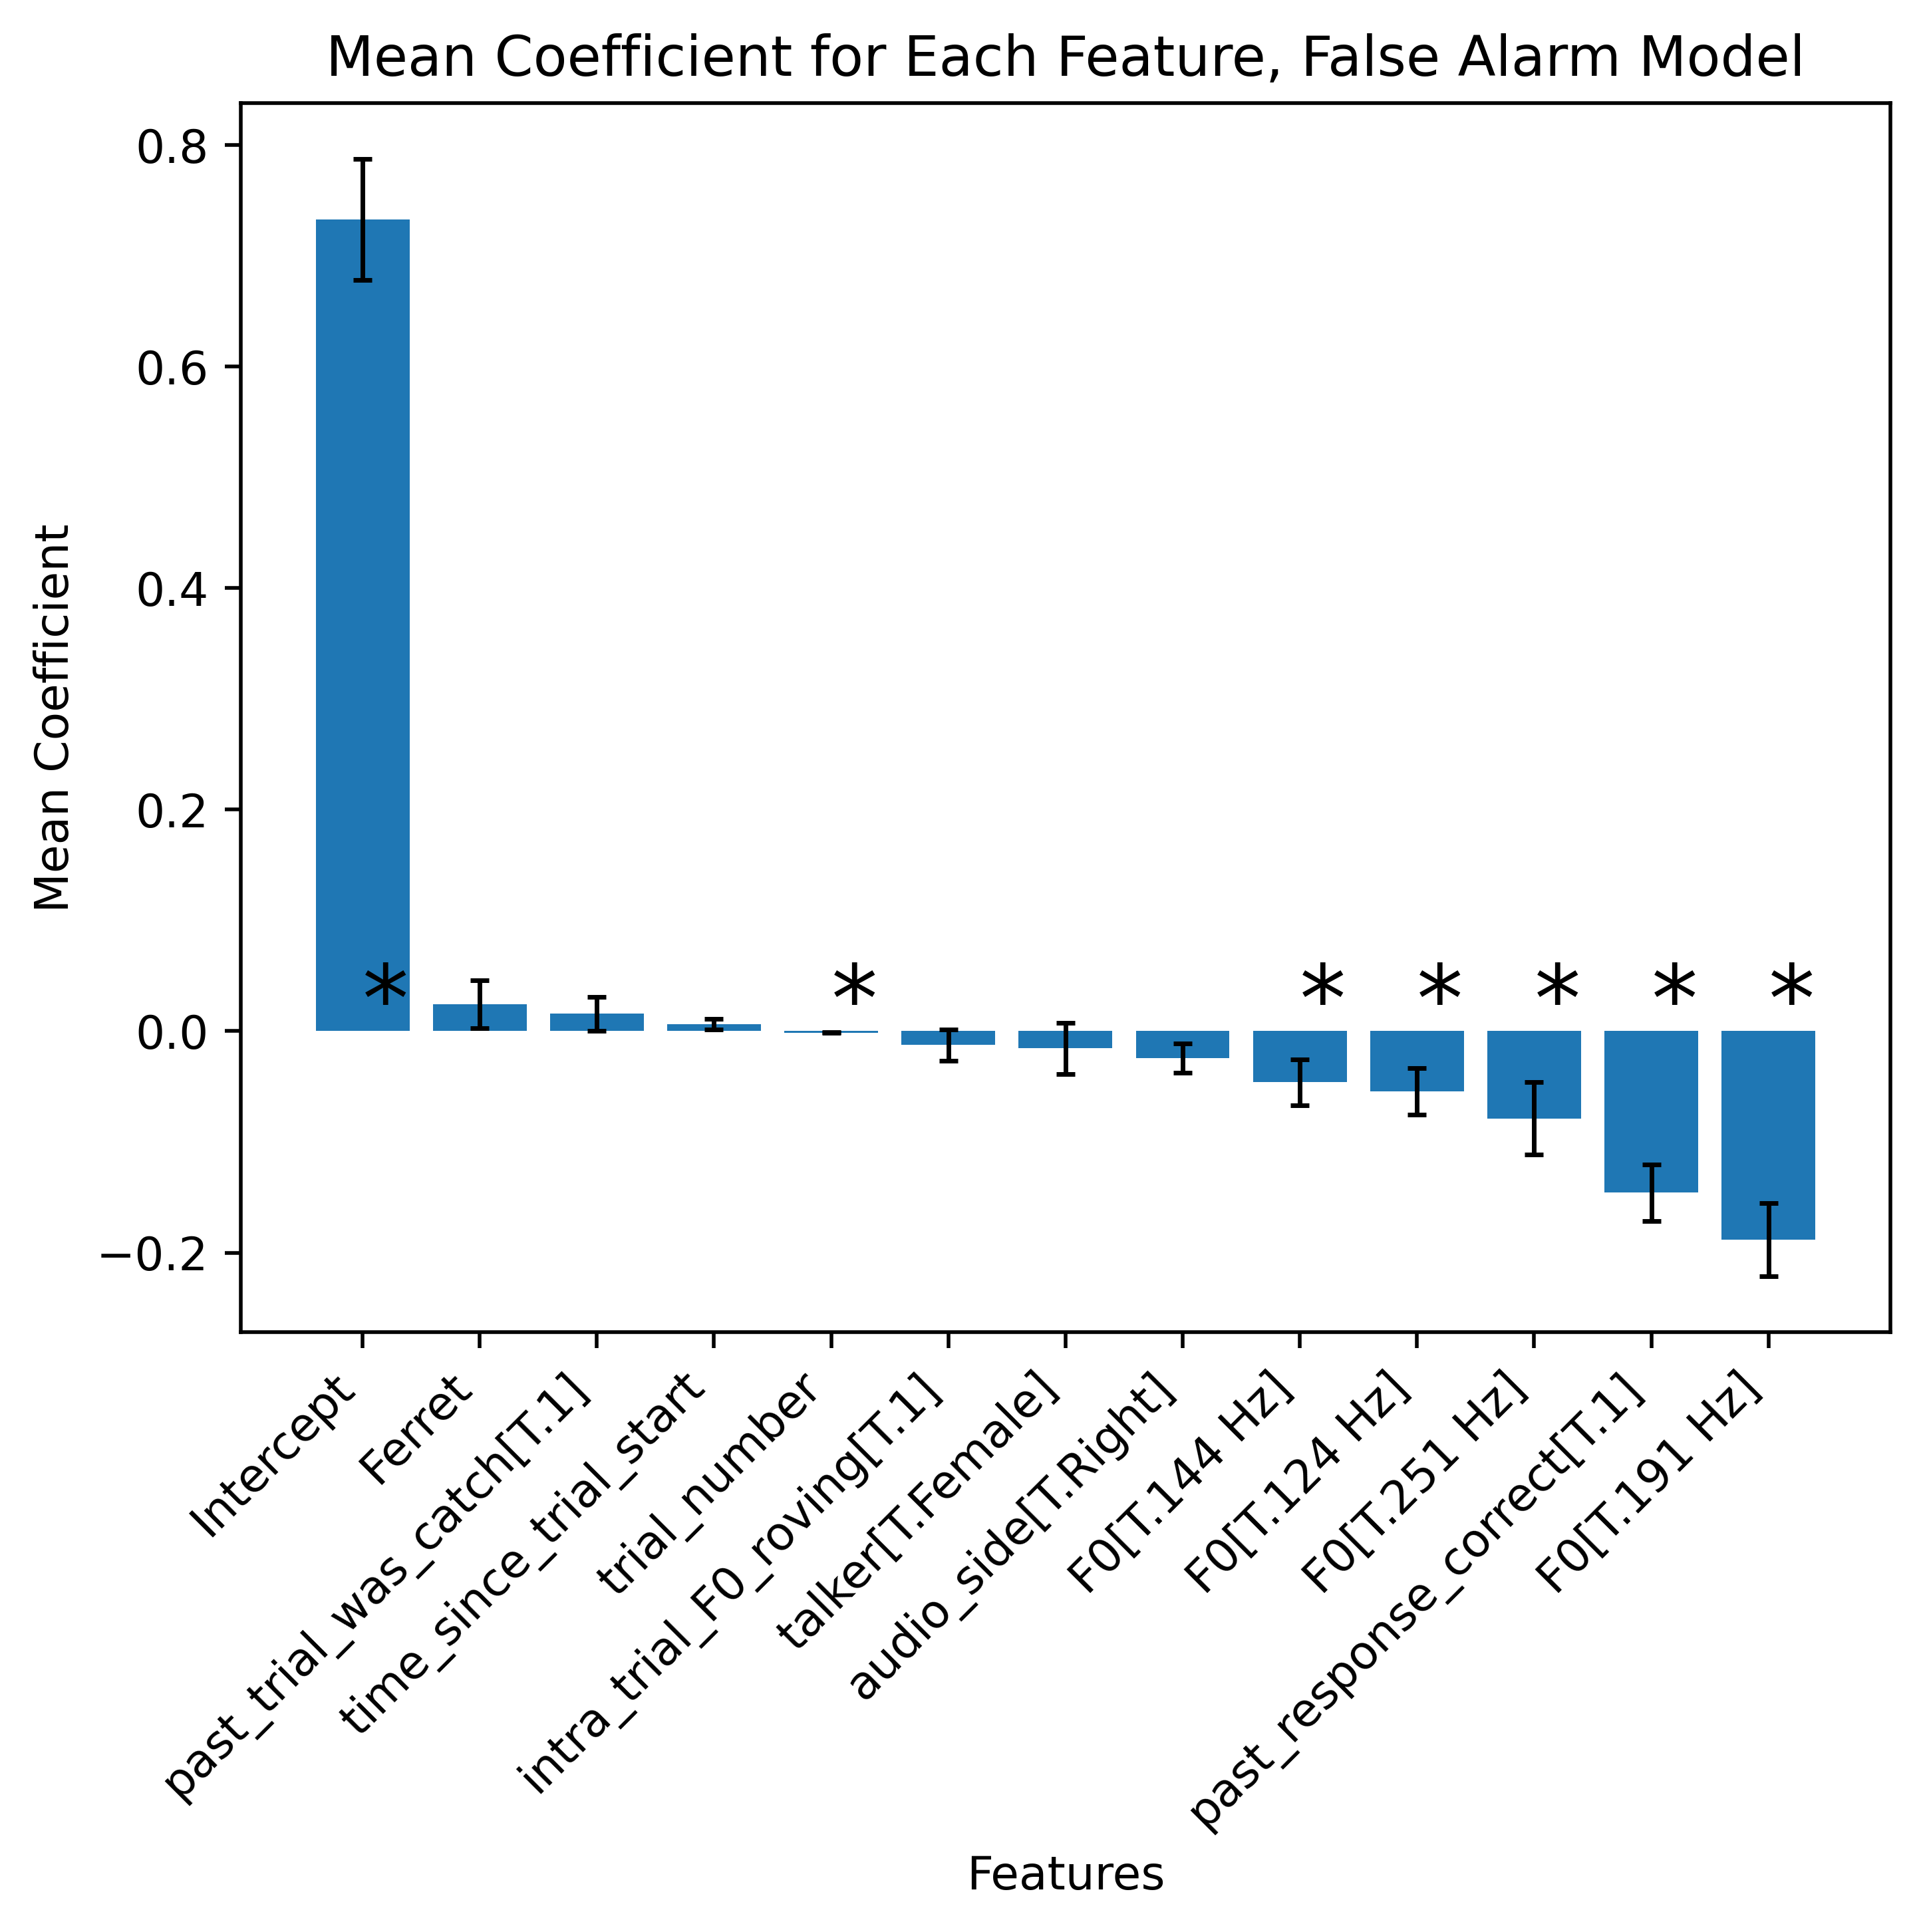 Mean Coefficient for Each Feature, False Alarm Model
Mean Coefficient
0.8
0.6
0.4
0.2
0.0
−0.2
* * * * * * *
Intercept
Ferret
past_trial_was_catch[T.1]
time_since_trial_start
trial_number
intra_trial_F0_roving[T.1]
talker[T.Female]
audio_side[T.Right]
F0[T.144 Hz]
F0[T.124 Hz]
F0[T.251 Hz]
past_response_correct[T.1]
F0[T.191 Hz]
Features